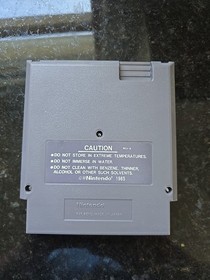 CAUTION
•DO NOT STORE IN EXTREME TEMPERATURES.
•DO NOT IMMERSE IN WATER.
•DO NOT CLEAN WITH BENZENE, THINNER,
ALCOHOL OR OTHER SUCH SOLVENTS.
©Nintendo 1985